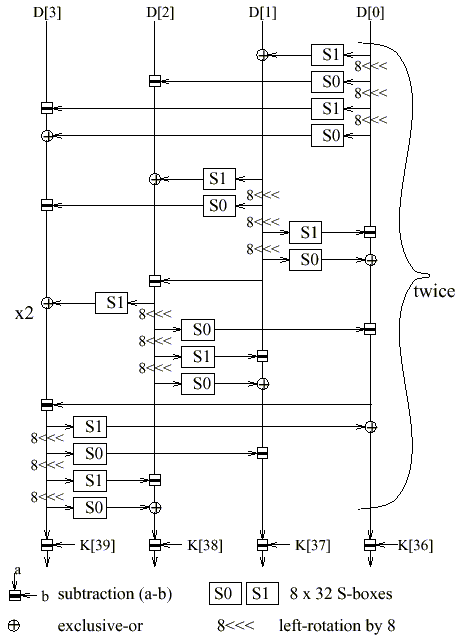 D[3] D[2] D[1] D[0]
S1
8<<<
S0
8<<<
S1
8<<<
S0
S1
8<<<
S0
8<<<
S1
8<<<
S0
twice
x2
S1
8<<<
S0
8<<<
S1
8<<<
S0
S1
8<<<
S0
8<<<
S1
8<<<
S0
K[39] K[38] K[37] K[36]
a
b subtraction (a-b) S0 S1 8 x 32 S-boxes
exclusive-or 8<<< left-rotation by 8